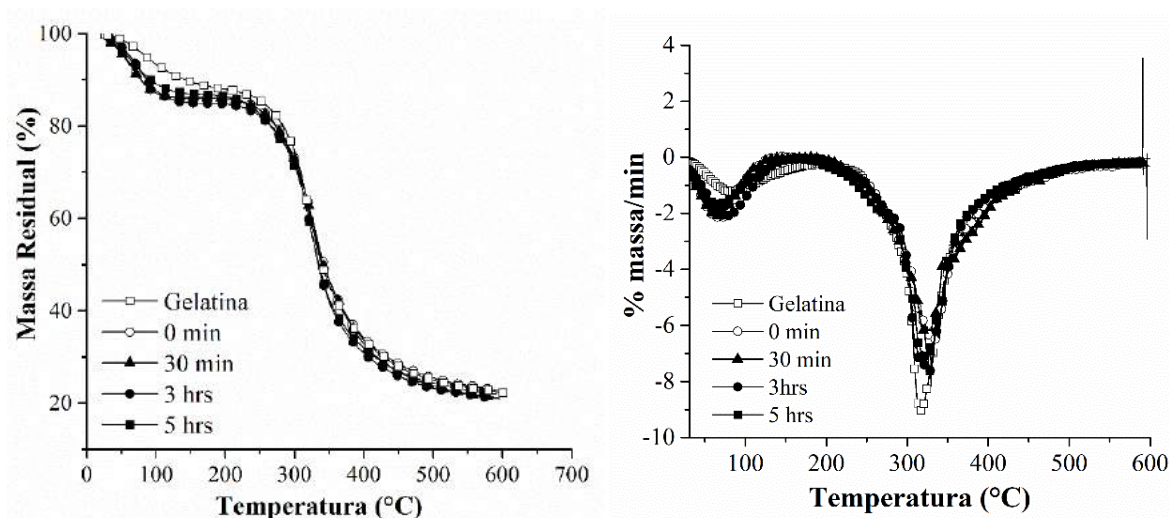 100
80
60
40
20
Massa Residual (%)
Gelatina
0 min
30 min
3 hrs
5 hrs
0 100 200 300 400 500 600 700
Temperatura (°C)
4
2
0
-2
-4
-6
-8
-10
% massa/min
Gelatina
0 min
30 min
3hrs
5 hrs
100 200 300 400 500 600
Temperatura (°C)